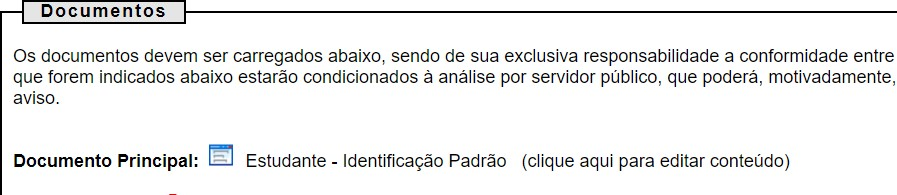 Documentos
Os documentos devem ser carregados abaixo, sendo de sua exclusiva responsabilidade a conformidade entre
que forem indicados abaixo estarão condicionados à análise por servidor público, que poderá, motivadamente,
aviso.
Documento Principal: Estudante - Identificação Padrão (clique aqui para editar conteúdo)